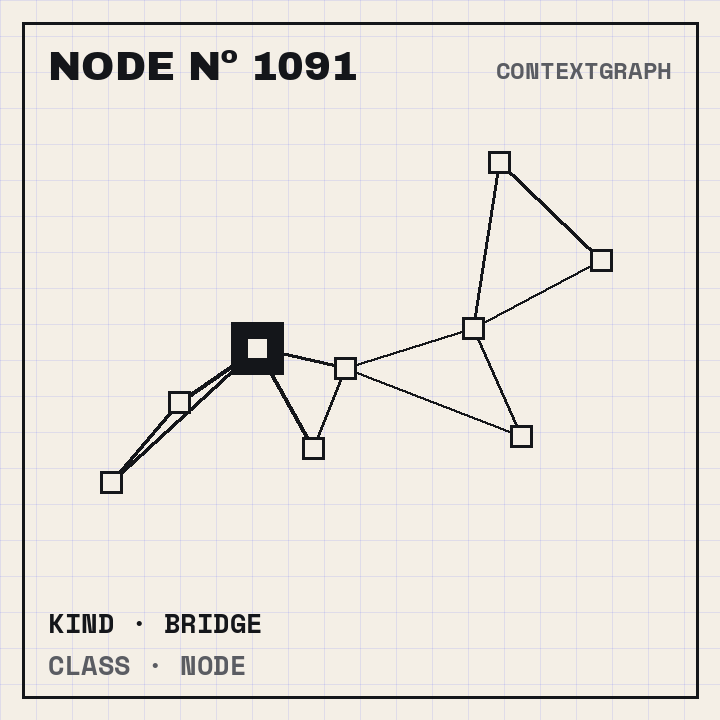 NODE Nº 1091
CONTEXTGRAPH
KIND · BRIDGE
CLASS · NODE